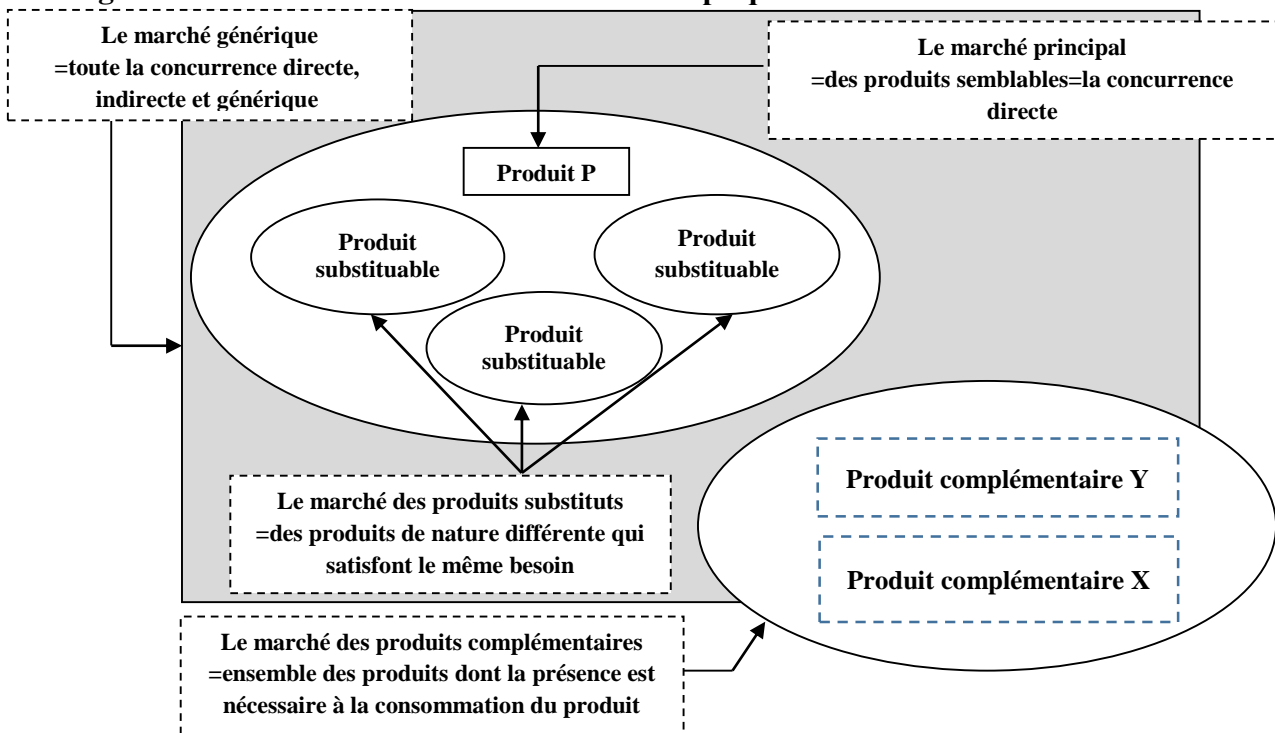 Le marché générique
=toute la concurrence directe,
indirecte et générique
Le marché principal
=des produits semblables=la concurrence
directe
Produit P
Produit
substituable
Produit
substituable
Produit
substituable
Le marché des produits substituts
=des produits de nature différente qui
satisfont le même besoin
Produit complémentaire Y
Produit complémentaire X
Le marché des produits complémentaires
=ensemble des produits dont la présence est
nécessaire à la consommation du produit